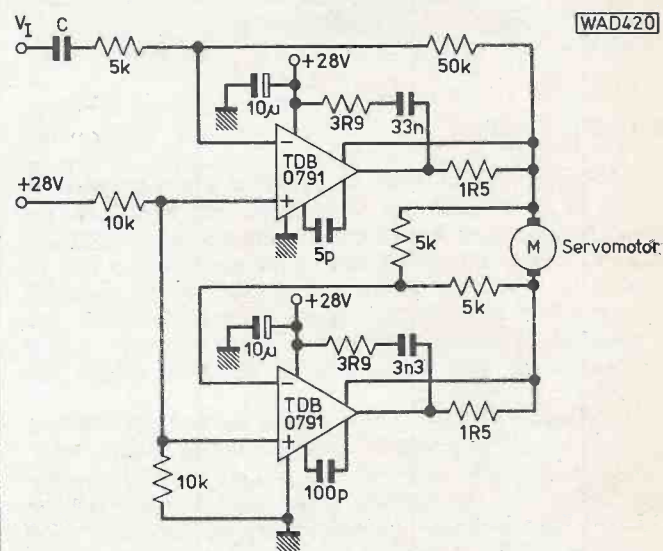 V_I
C
5k
50k
WAD420
+28V
10μ
3R9
33n
−
TDB
0791
+
1R5
+28V
10k
5p
5k
M
Servomotor
5k
+28V
10μ
3R9
3n3
−
TDB
0791
+
1R5
10k
100p